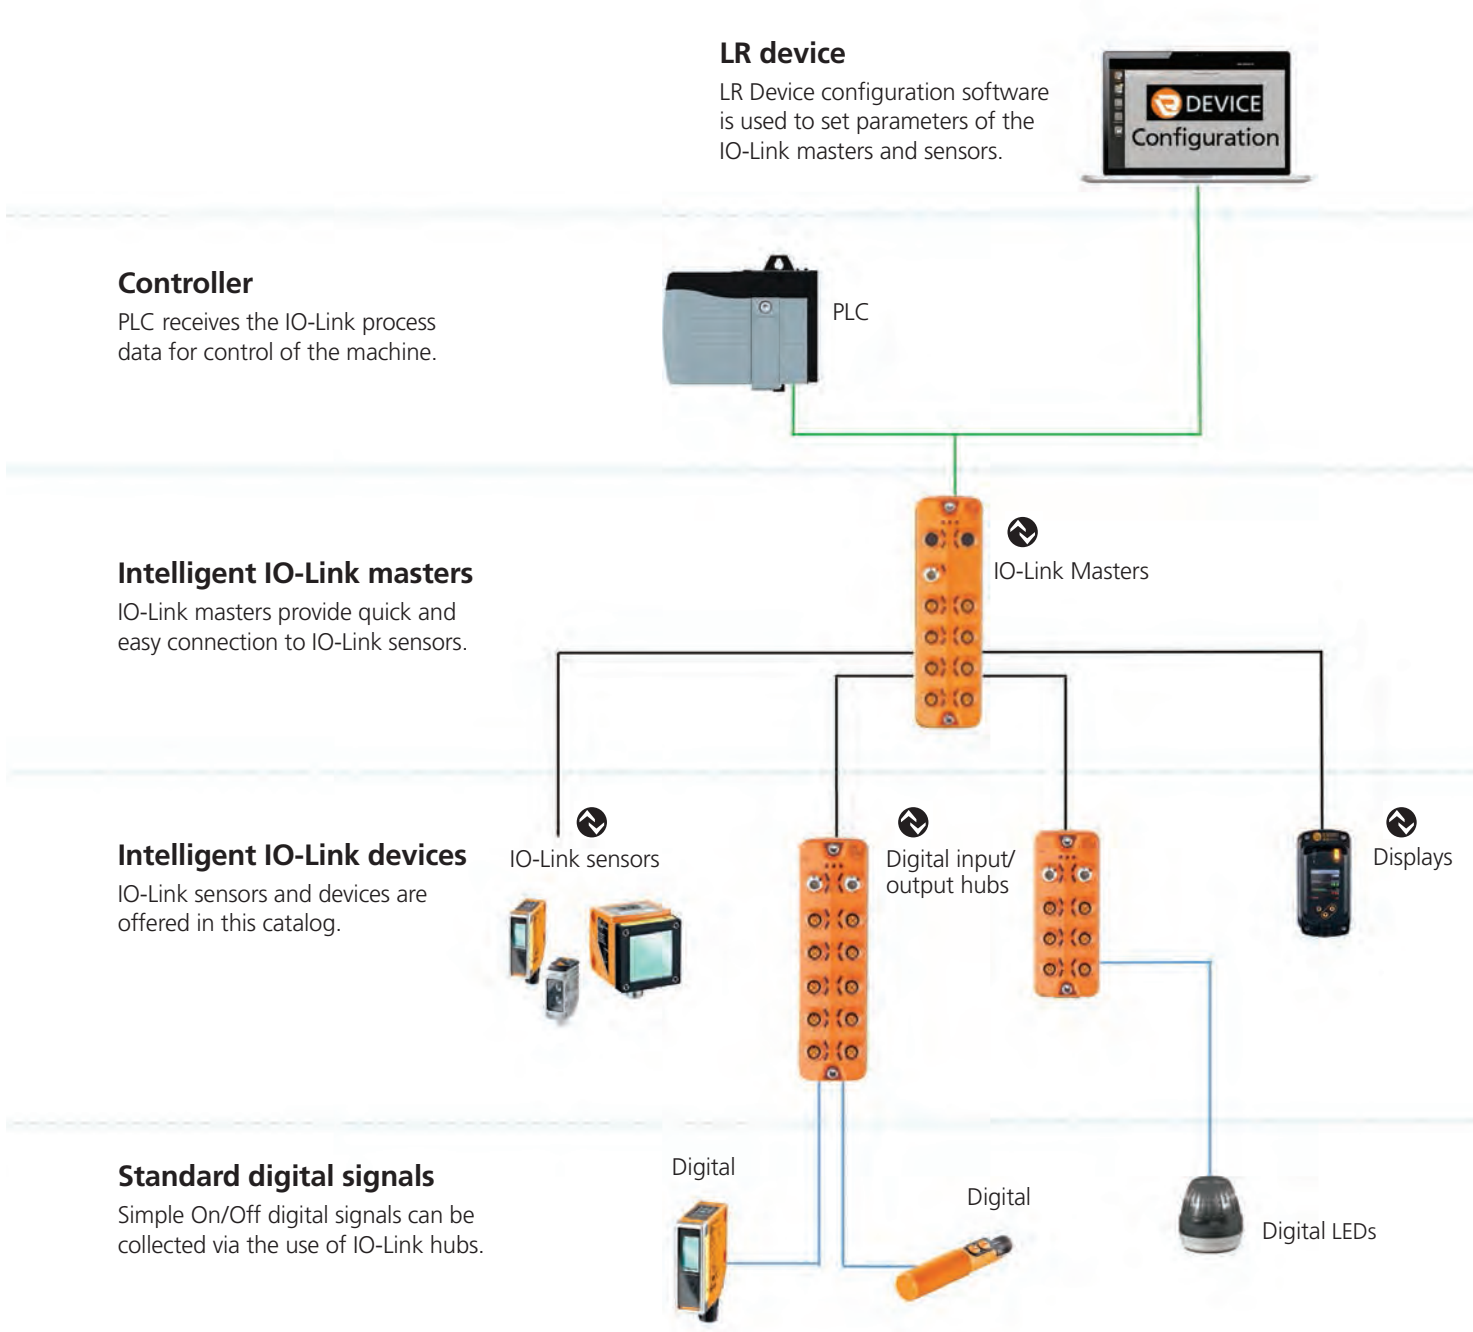 LR device
LR Device configuration software
is used to set parameters of the
IO-Link masters and sensors.
DEVICE
Configuration
Controller
PLC receives the IO-Link process
data for control of the machine.
PLC
Intelligent IO-Link masters
IO-Link masters provide quick and
easy connection to IO-Link sensors.
IO-Link Masters
Intelligent IO-Link devices
IO-Link sensors and devices are
offered in this catalog.
IO-Link sensors
Digital input/
output hubs
Displays
Standard digital signals
Simple On/Off digital signals can be
collected via the use of IO-Link hubs.
Digital
Digital
Digital LEDs